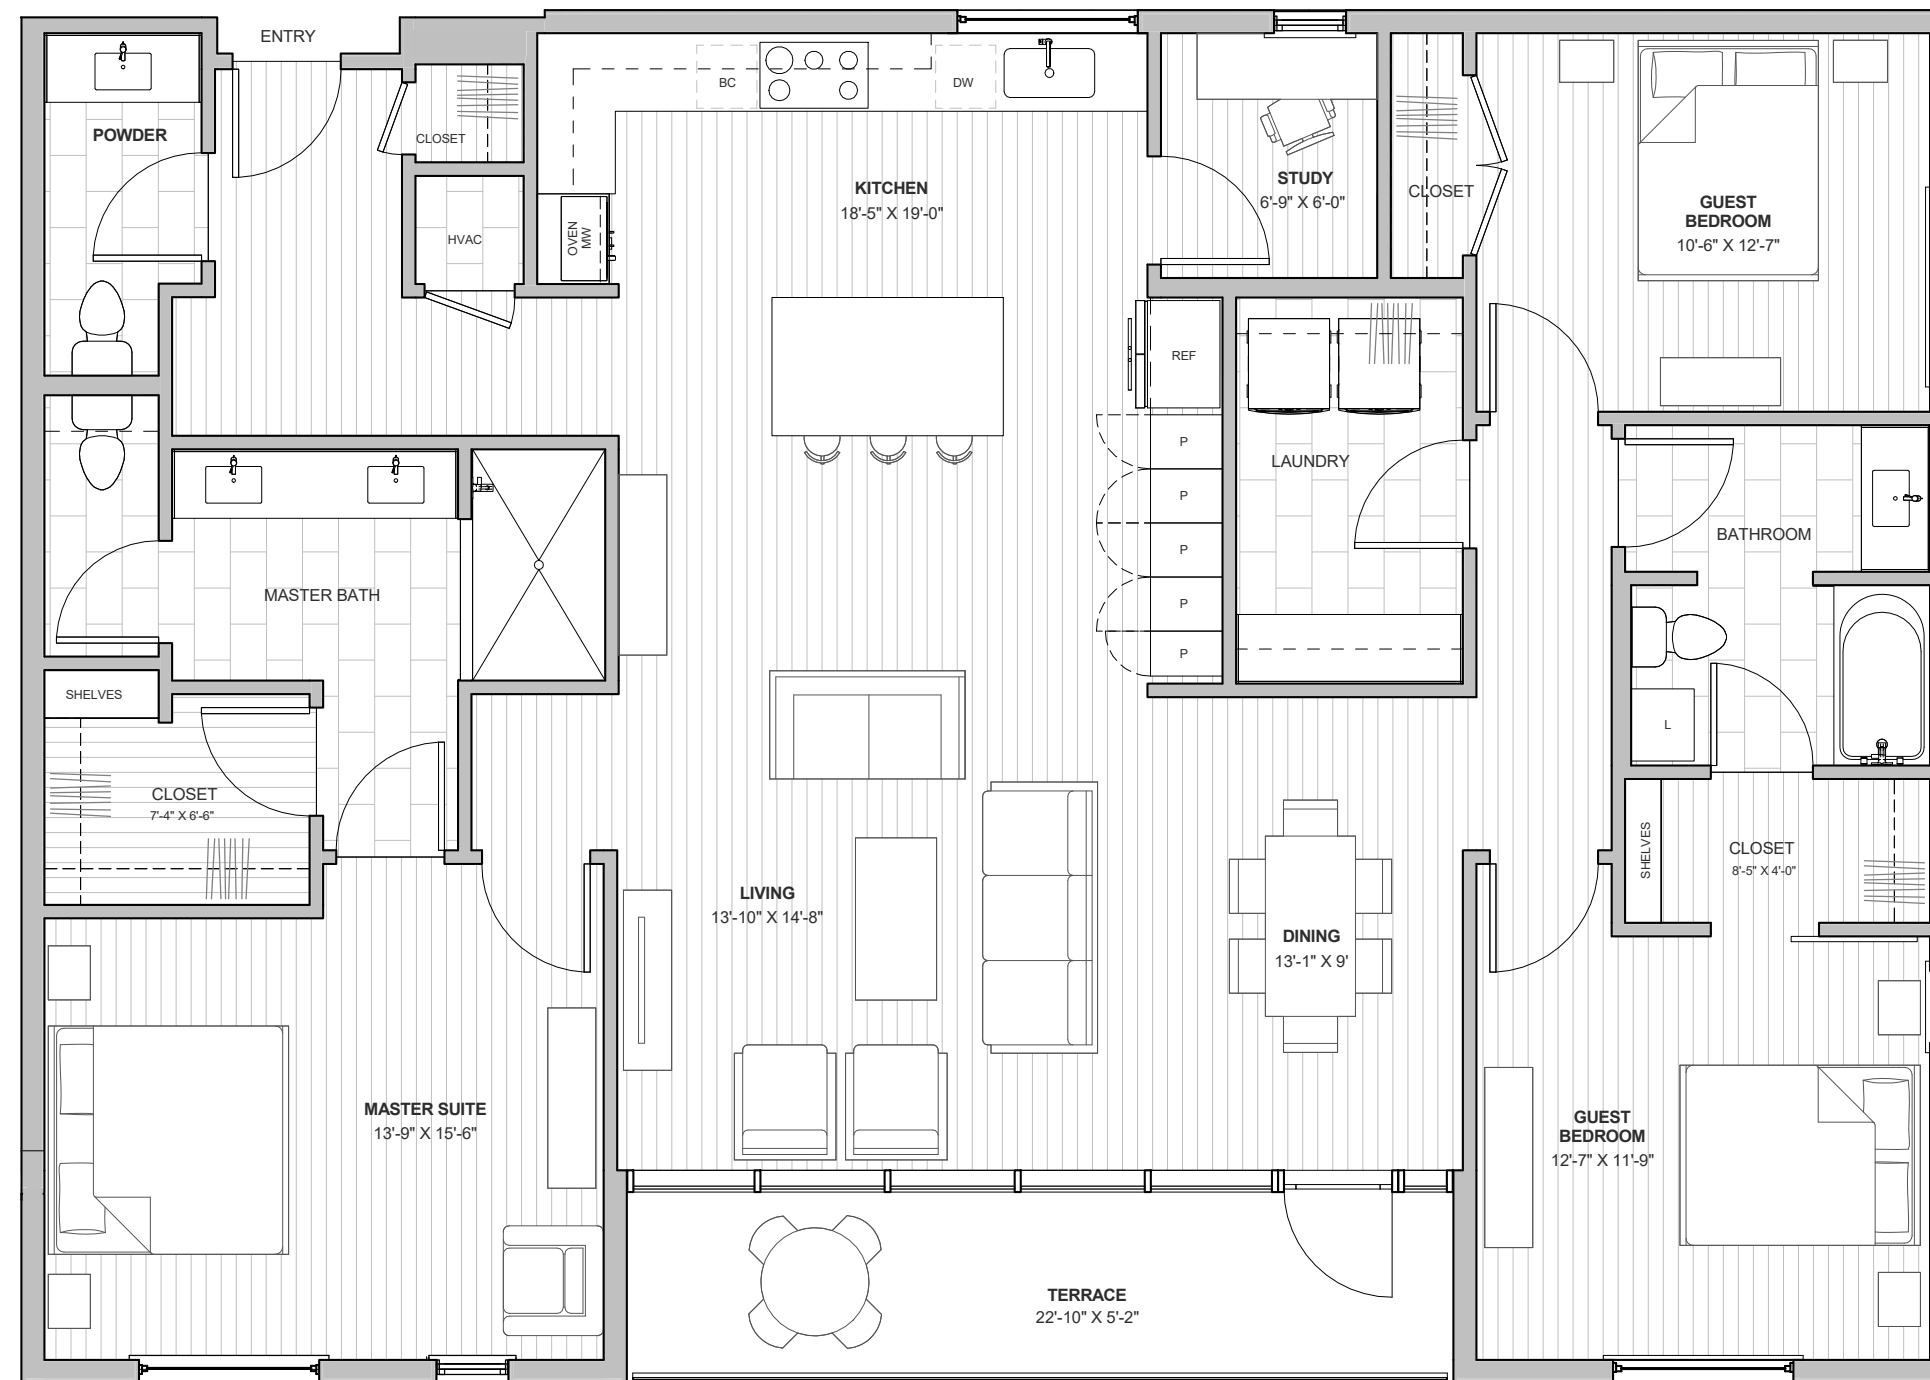 ENTRY
POWDER
CLOSET
HVAC
BC
DW
OVEN
MW
KITCHEN
18'-5" X 19'-0"
STUDY
6'-9" X 6'-0"
CLOSET
GUEST
BEDROOM
10'-6" X 12'-7"
REF
P
P
P
P
P
LAUNDRY
BATHROOM
L
MASTER BATH
SHELVES
CLOSET
7'-4" X 6'-6"
SHELVES
CLOSET
8'-5" X 4'-0"
LIVING
13'-10" X 14'-8"
DINING
13'-1" X 9'
MASTER SUITE
13'-9" X 15'-6"
GUEST
BEDROOM
12'-7" X 11'-9"
TERRACE
22'-10" X 5'-2"